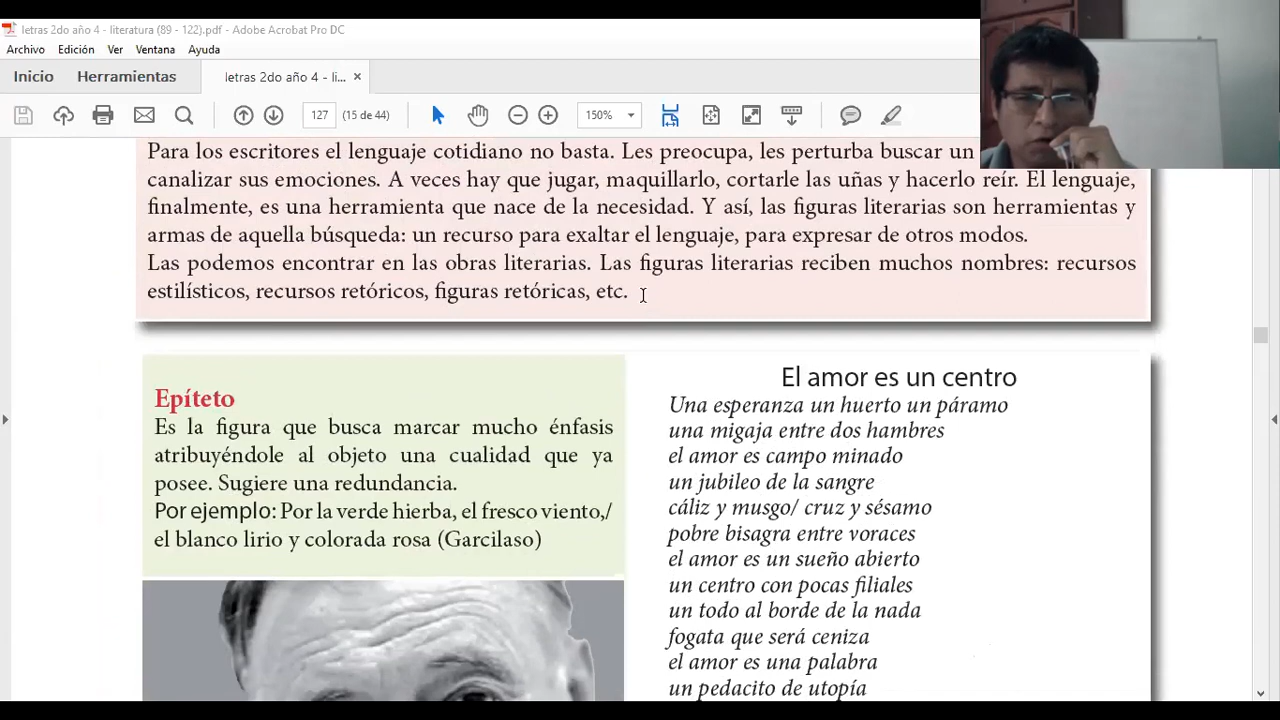 letras 2do año 4 - literatura (89 - 122).pdf - Adobe Acrobat Pro DC
Archivo Edición Ver Ventana Ayuda
Inicio Herramientas letras 2do año 4 - li... ×
127 (15 de 44) 150%
Para los escritores el lenguaje cotidiano no basta. Les preocupa, les perturba buscar un
canalizar sus emociones. A veces hay que jugar, maquillarlo, cortarle las uñas y hacerlo reír. El lenguaje,
finalmente, es una herramienta que nace de la necesidad. Y así, las figuras literarias son herramientas y
armas de aquella búsqueda: un recurso para exaltar el lenguaje, para expresar de otros modos.
Las podemos encontrar en las obras literarias. Las figuras literarias reciben muchos nombres: recursos
estilísticos, recursos retóricos, figuras retóricas, etc.
Epíteto
Es la figura que busca marcar mucho énfasis
atribuyéndole al objeto una cualidad que ya
posee. Sugiere una redundancia.
Por ejemplo: Por la verde hierba, el fresco viento,/
el blanco lirio y colorada rosa (Garcilaso)
El amor es un centro
Una esperanza un huerto un páramo
una migaja entre dos hambres
el amor es campo minado
un jubileo de la sangre
cáliz y musgo/ cruz y sésamo
pobre bisagra entre voraces
el amor es un sueño abierto
un centro con pocas filiales
un todo al borde de la nada
fogata que será ceniza
el amor es una palabra
un pedacito de utopía